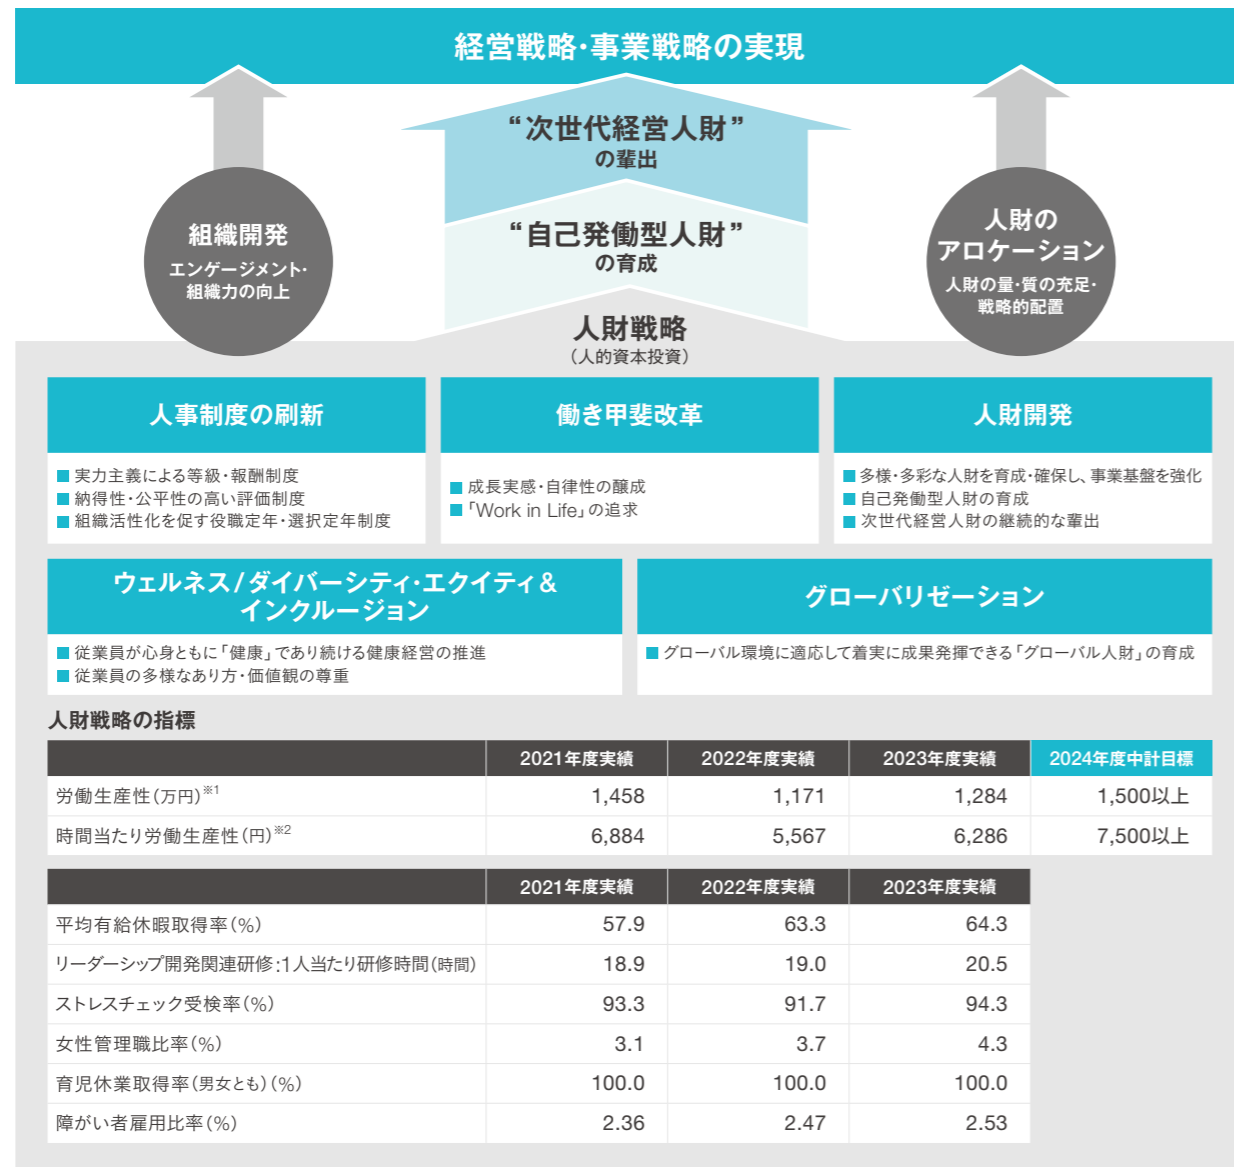 経営戦略・事業戦略の実現
“次世代経営人財”
の輩出
“自己発働型人財”
の育成
組織開発
エンゲージメント・
組織力の向上
人財の
アロケーション
人財の量・質の充足・
戦略的配置
人財戦略
（人的資本投資）
人事制度の刷新
■ 実力主義による等級・報酬制度
■ 納得性・公平性の高い評価制度
■ 組織活性化を促す役職定年・選択定年制度
働き甲斐改革
■ 成長実感・自律性の醸成
■ 「Work in Life」の追求
人財開発
■ 多様・多彩な人財を育成・確保し、事業基盤を強化
■ 自己発働型人財の育成
■ 次世代経営人財の継続的な輩出
ウェルネス/ダイバーシティ・エクイティ&
インクルージョン
■ 従業員が心身ともに「健康」であり続ける健康経営の推進
■ 従業員の多様なあり方・価値観の尊重
グローバリゼーション
■ グローバル環境に適応して着実に成果発揮できる「グローバル人財」の育成
人財戦略の指標
2021年度実績 2022年度実績 2023年度実績 2024年度中計目標
労働生産性（万円）※1 1,458 1,171 1,284 1,500以上
時間当たり労働生産性（円）※2 6,884 5,567 6,286 7,500以上
2021年度実績 2022年度実績 2023年度実績
平均有給休暇取得率（%） 57.9 63.3 64.3
リーダーシップ開発関連研修：1人当たり研修時間（時間） 18.9 19.0 20.5
ストレスチェック受検率（%） 93.3 91.7 94.3
女性管理職比率（%） 3.1 3.7 4.3
育児休業取得率（男女とも）（%） 100.0 100.0 100.0
障がい者雇用比率（%） 2.36 2.47 2.53